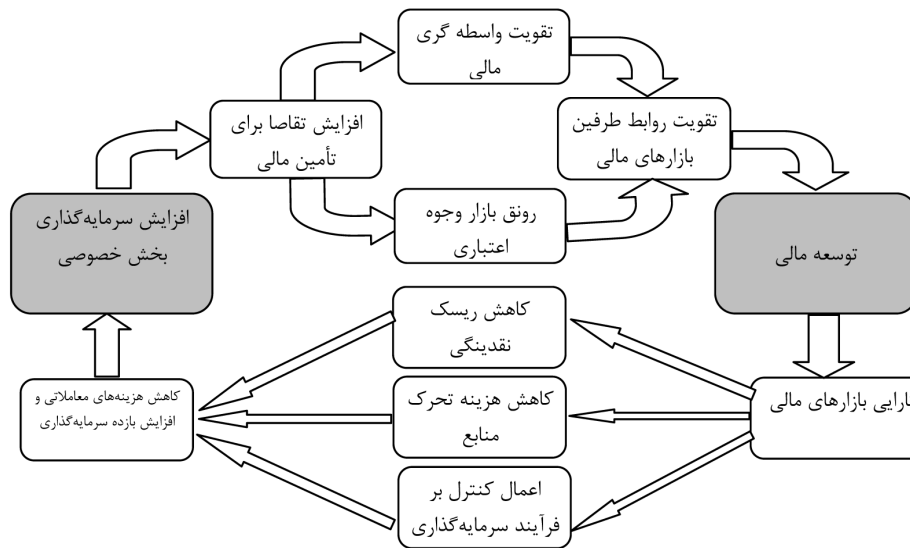 تقویت واسطه گری
مالی
افزایش تقاصا برای
تأمین مالی
تقویت روابط طرفین
بازارهای مالی
افزایش سرمایه‌گذاری
بخش خصوصی
رونق بازار وجوه
اعتباری
توسعه مالی
کاهش ریسک
نقدینگی
کاهش هزینه‌های معاملاتی و
افزایش بازده سرمایه‌گذاری
کاهش هزینه تحرک
منابع
ارایی بازارهای مالی
اعمال کنترل بر
فرآیند سرمایه‌گذاری